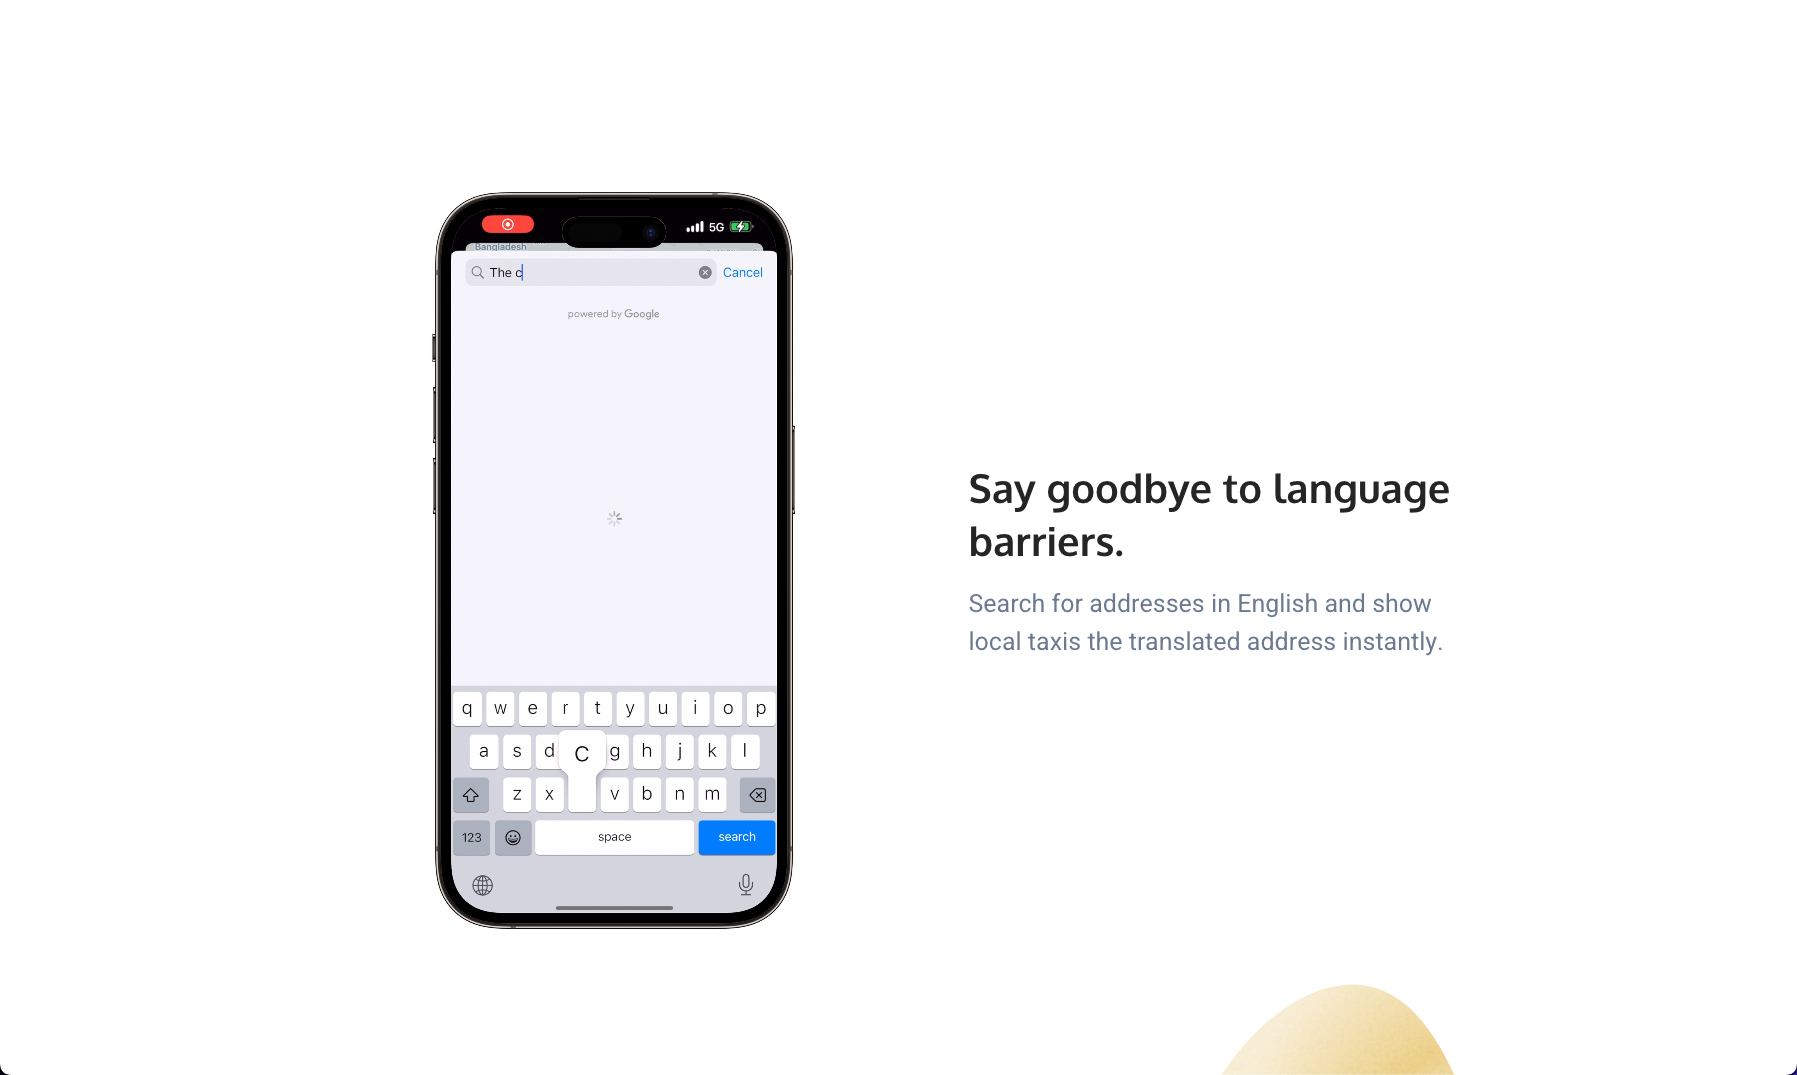 5G
Bangladesh
The c
Cancel
powered by Google
q w e r t y u i o p
a s d C g h j k l
z x v b n m
123 space search
Say goodbye to language
barriers.
Search for addresses in English and show
local taxis the translated address instantly.